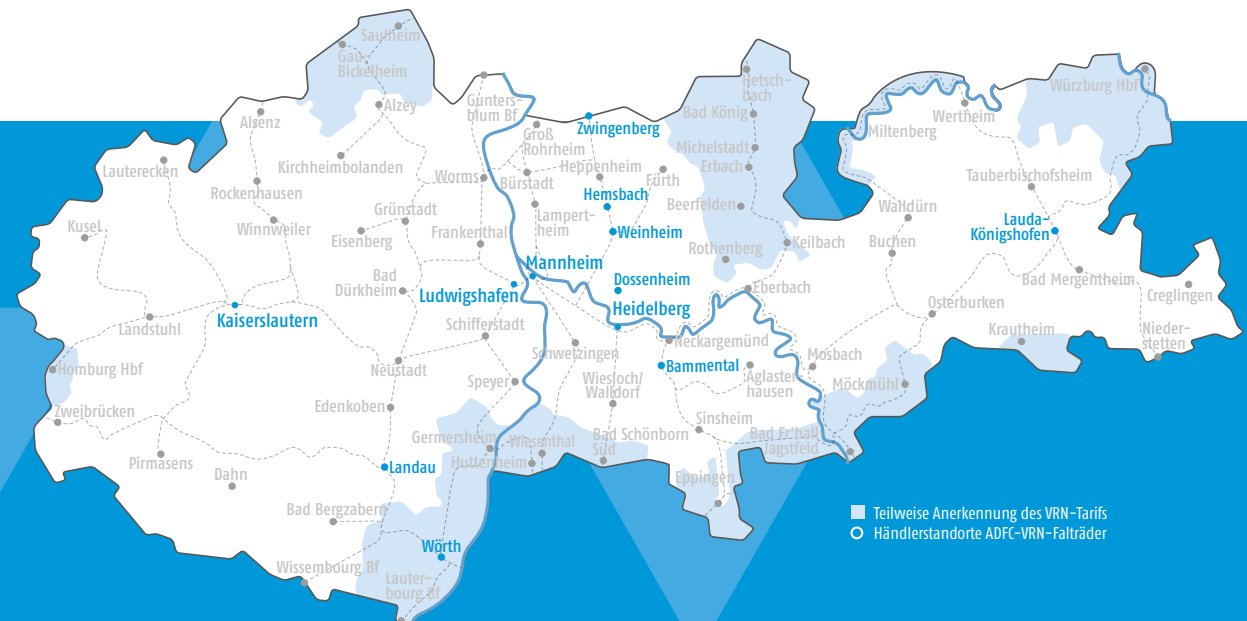 Saulheim
Gau-
Bickelheim
Alzey
Alsenz
Kirchheimbolanden
Lauterecken
Rockenhausen
Kusel
Winnweiler
Grünstadt
Eisenberg
Bad
Dürkheim
Kaiserslautern
Landstuhl
Homburg Hbf
Zweibrücken
Pirmasens
Dahn
Neustadt
Edenkoben
Landau
Bad Bergzabern
Wissembourg Bf
Lauter-
bourg Bf
Wörth
Germersheim
Speyer
Schifferstadt
Ludwigshafen
Frankenthal
Worms
Gunters-
blum Bf
Groß
Rohrheim
Bürstadt
Lampert-
heim
Zwingenberg
Heppenheim
Hemsbach
Fürth
Weinheim
Mannheim
Dossenheim
Heidelberg
Schwetzingen
Wiesloch/
Walldorf
Wiesenthal
Huttenheim
Bad Schönborn
Süd
Bammental
Neckargemünd
Sinsheim
Aglaster-
hausen
Eppingen
Bad Fr'hall
Jagstfeld
Hetsch-
bach
Bad König
Michelstadt
Erbach
Beerfelden
Rothenberg
Keilbach
Eberbach
Mosbach
Möckmühl
Miltenberg
Wertheim
Würzburg Hbf
Tauberbischofsheim
Walldürn
Lauda-
Königshofen
Buchen
Bad Mergentheim
Creglingen
Osterburken
Krautheim
Nieder-
stetten
Teilweise Anerkennung des VRN-Tarifs
Händlerstandorte ADFC-VRN-Falträder